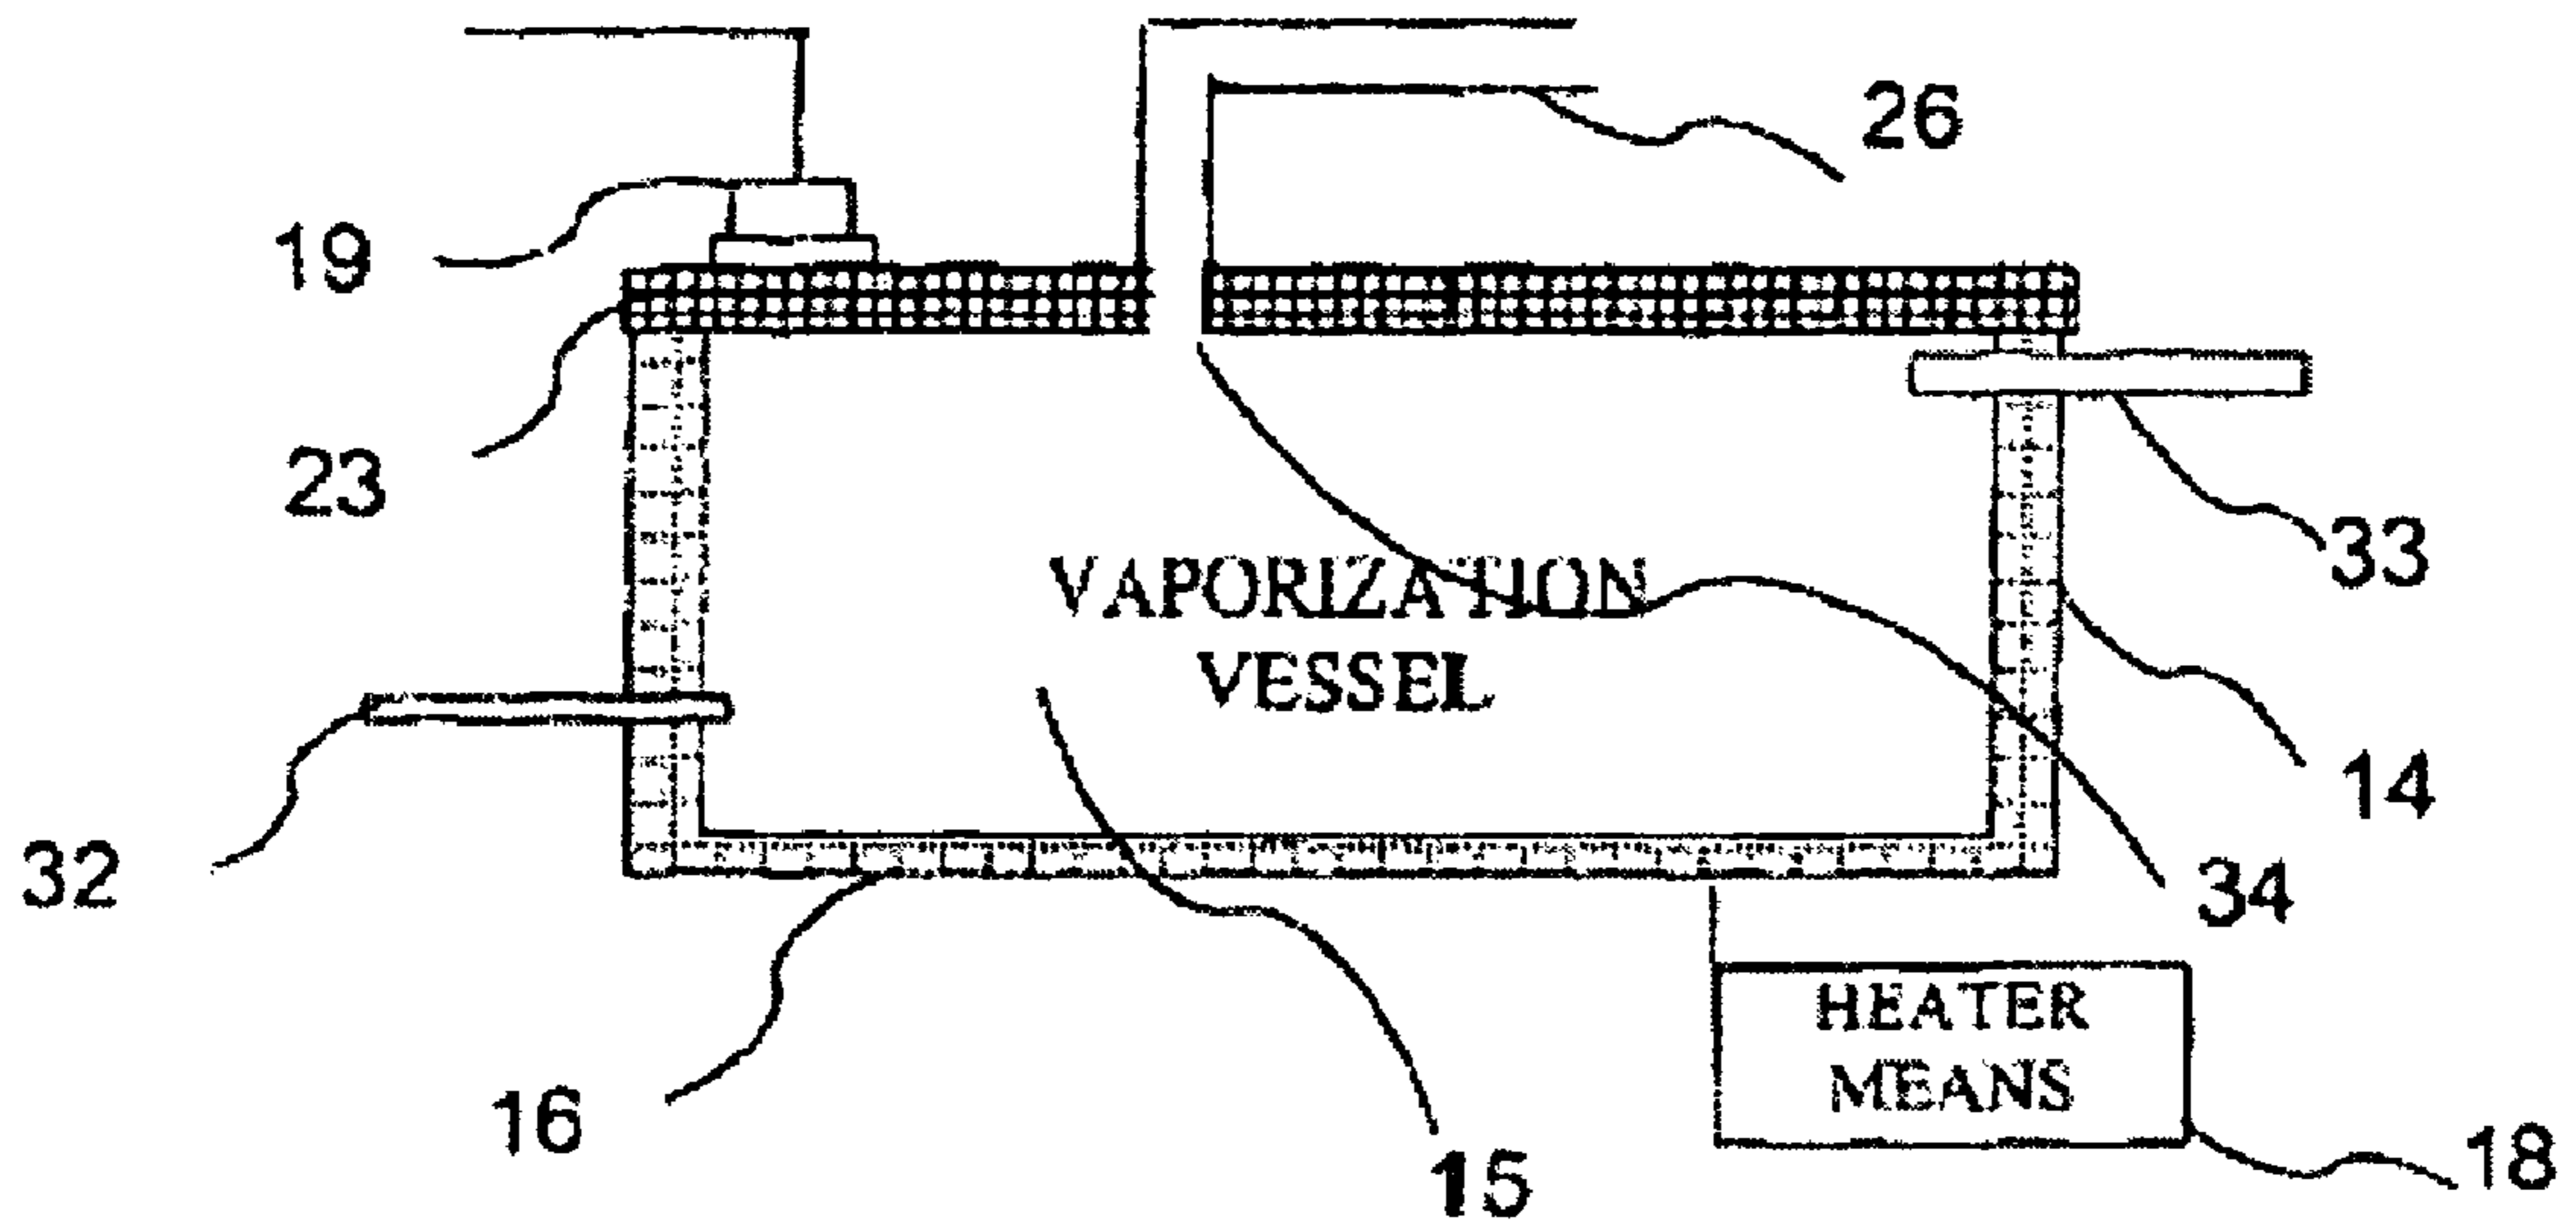 26
19
23
33
VAPORIZATION
VESSEL
14
32
34
HEATER
MEANS
16
15
18